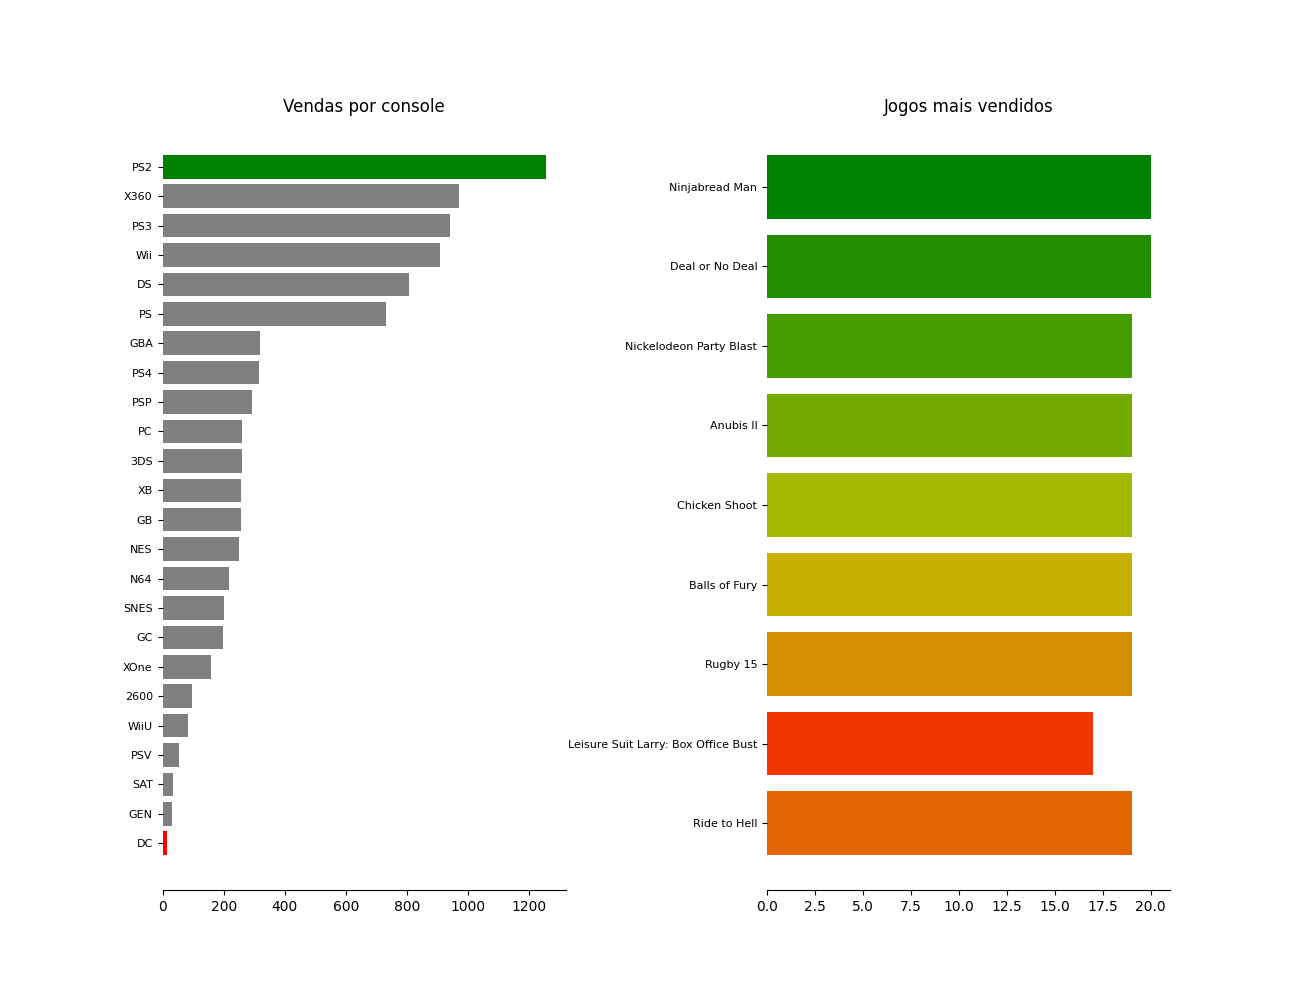 Vendas por console
PS2
X360
PS3
Wii
DS
PS
GBA
PS4
PSP
PC
3DS
XB
GB
NES
N64
SNES
GC
XOne
2600
WiiU
PSV
SAT
GEN
DC
0 200 400 600 800 1000 1200
Jogos mais vendidos
Ninjabread Man
Deal or No Deal
Nickelodeon Party Blast
Anubis II
Chicken Shoot
Balls of Fury
Rugby 15
Leisure Suit Larry: Box Office Bust
Ride to Hell
0.0 2.5 5.0 7.5 10.0 12.5 15.0 17.5 20.0